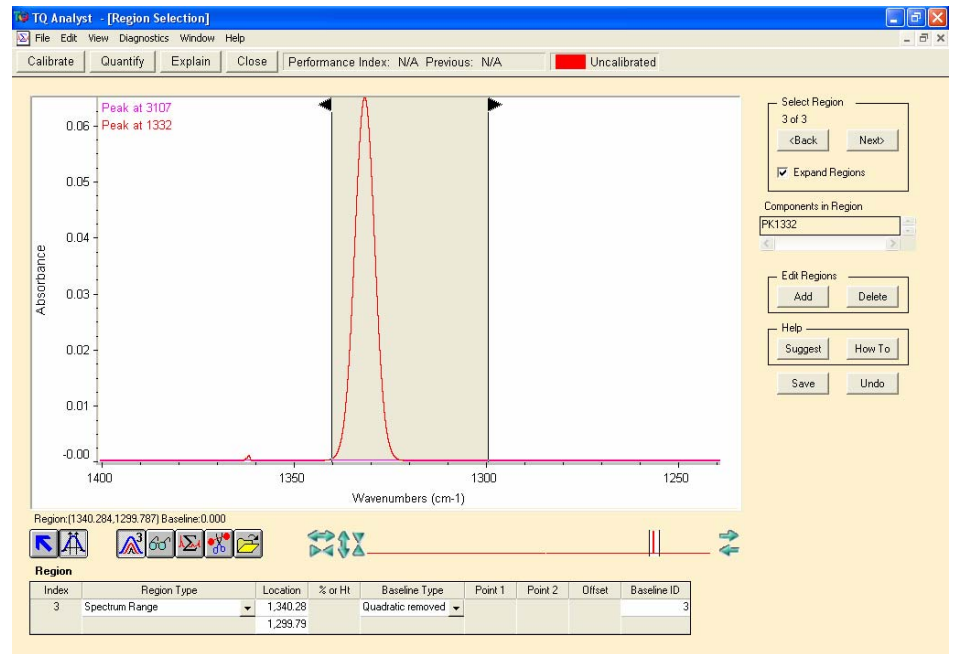 TQ Analyst - [Region Selection]
File Edit View Diagnostics Window Help
Calibrate Quantify Explain Close Performance Index: N/A Previous: N/A Uncalibrated
Peak at 3107
Peak at 1332
0.06
0.05
0.04
0.03
0.02
0.01
-0.00
Absorbance
1400 1350 1300 1250
Wavenumbers (cm-1)
Select Region
3 of 3
<Back Next>
Expand Regions
Components in Region
PK1332
Edit Regions
Add Delete
Help
Suggest How To
Save Undo
Region:(1340.284,1299.787) Baseline:0.000
3
Region
Index Region Type Location % or Ht Baseline Type Point 1 Point 2 Offset Baseline ID
3 Spectrum Range 1,340.28 Quadratic removed 3
1,299.79